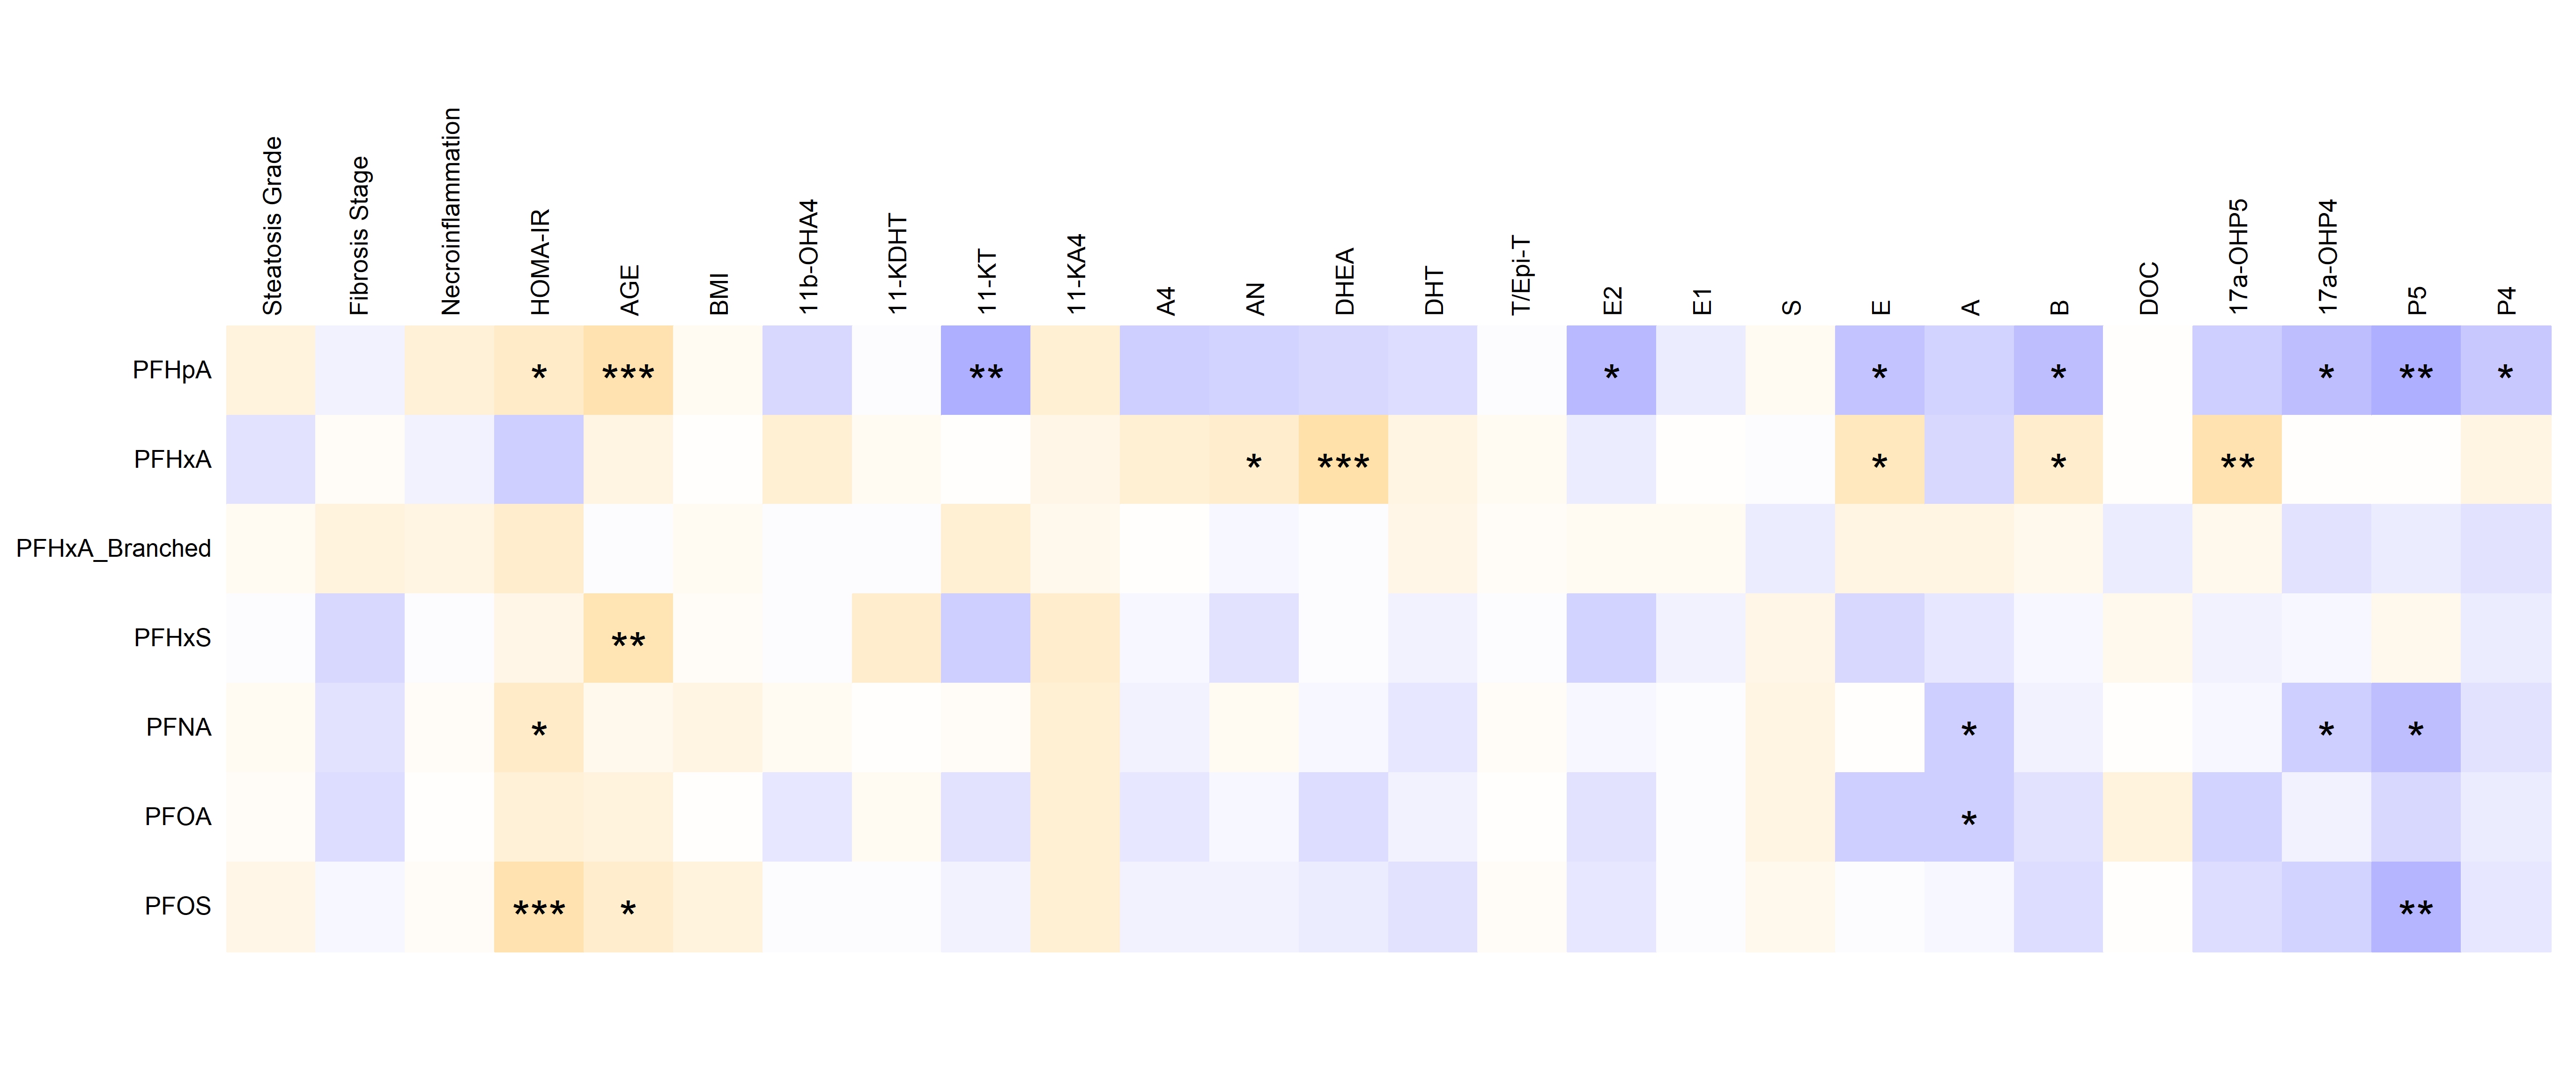 Steatosis Grade
Fibrosis Stage
Necroinflammation
HOMA-IR
AGE
BMI
11b-OHA4
11-KDHT
11-KT
11-KA4
A4
AN
DHEA
DHT
T/Epi-T
E2
E1
S
E
A
B
DOC
17a-OHP5
17a-OHP4
P5
P4
PFHpA * *** ** * * * * ** *
PFHxA * *** * * **
PFHxA_Branched
PFHxS **
PFNA * * * *
PFOA *
PFOS *** * **